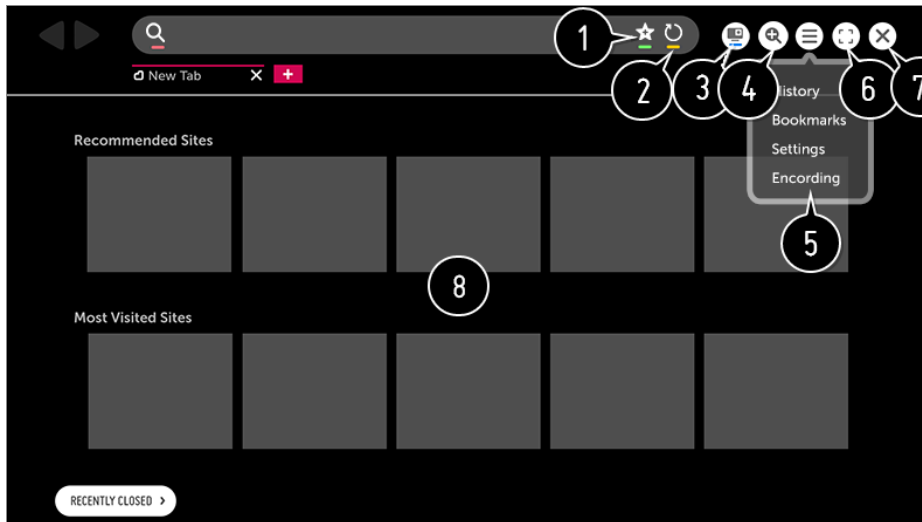 1
2
3
4
6
7
New Tab
History
Bookmarks
Settings
Encording
5
Recommended Sites
8
Most Visited Sites
RECENTLY CLOSED >